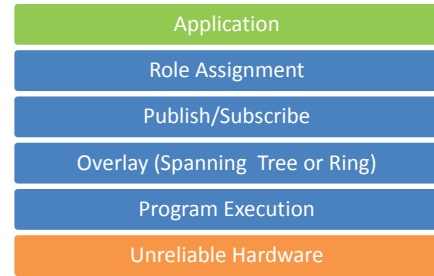 Application
Role Assignment
Publish/Subscribe
Overlay (Spanning Tree or Ring)
Program Execution
Unreliable Hardware